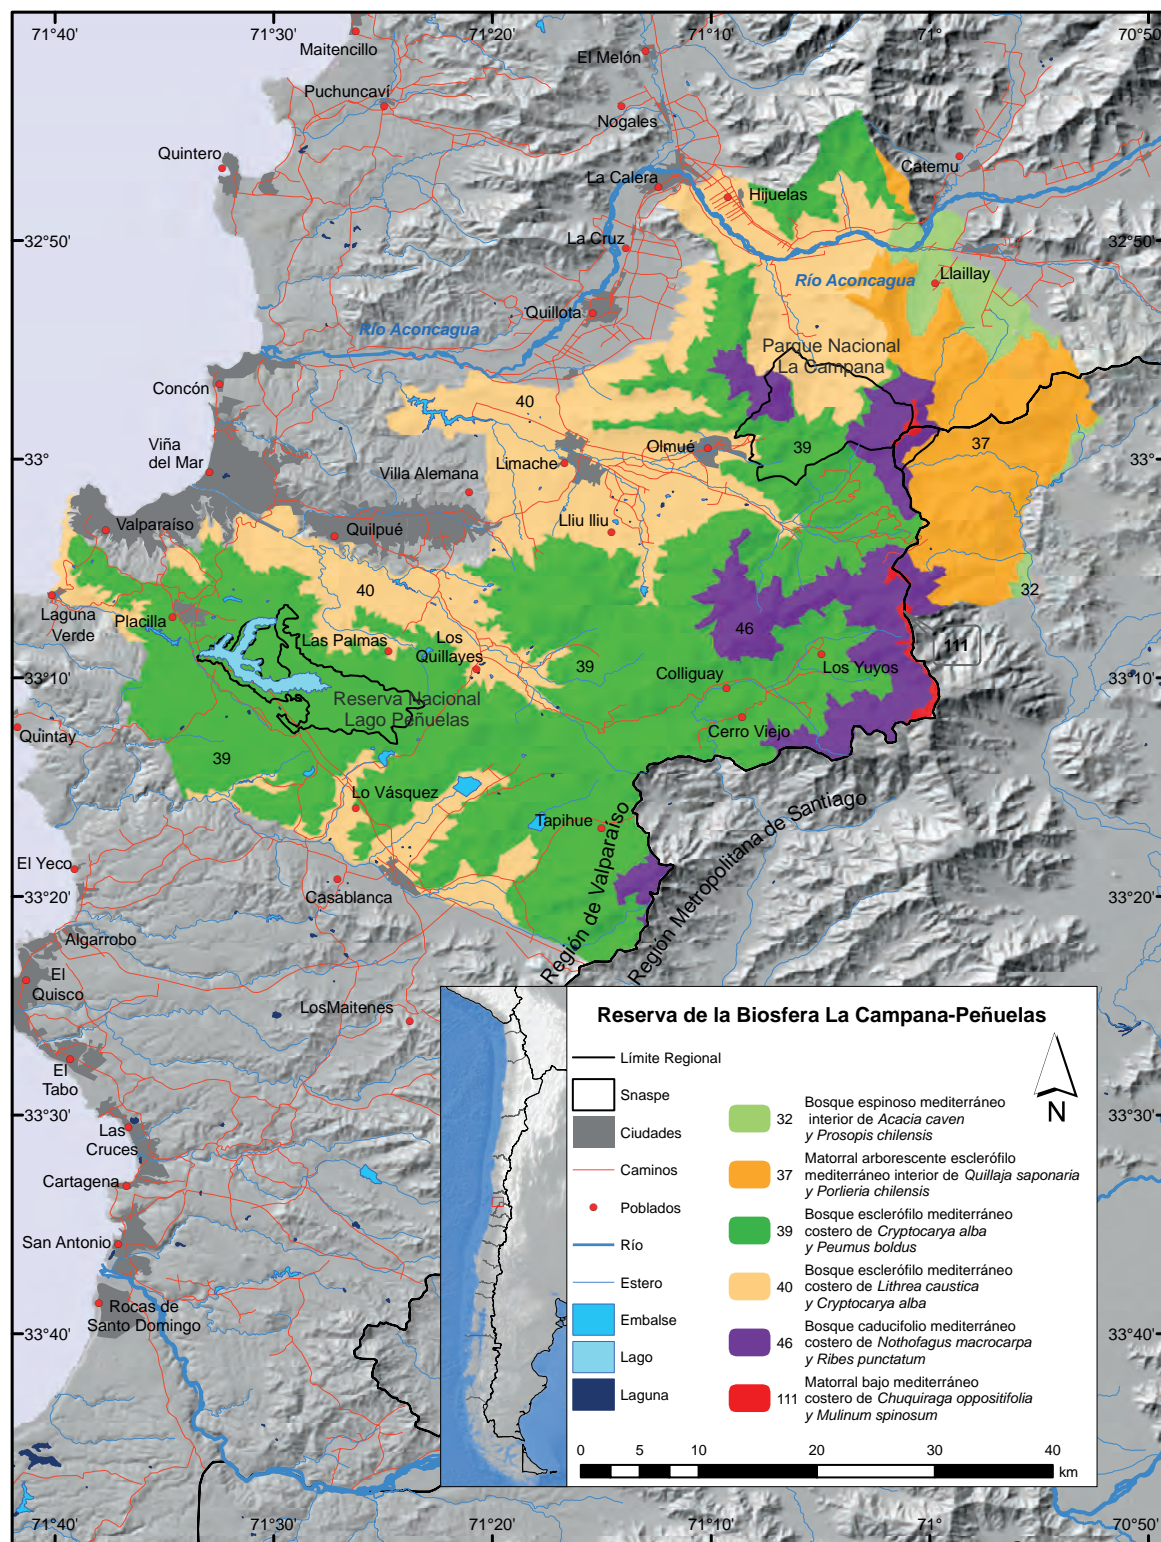 71°40'
71°30'
71°20'
71°10'
71°
70°50'
Maitencillo
El Melón
Puchuncaví
Nogales
Quintero
La Calera
Catemu
Hijuelas
32°50'
La Cruz
32°50'
Río Aconcagua
Llaillay
Quillota
Río Aconcagua
Parque Nacional
La Campana
Concón
40
Viña
del Mar
Olmué
39
37
33°
Limache
33°
Villa Alemana
Valparaíso
Quilpué
Lliu lliu
40
32
Laguna
Verde
Placilla
Las Palmas
Los
Quillayes
46
111
39
Colliguay
Los Yuyos
33°10'
33°10'
Reserva Nacional
Lago Peñuelas
Quintay
Cerro Viejo
39
Lo Vásquez
Tapihue
Región de Valparaíso
Región Metropolitana de Santiago
El Yeco
Casablanca
33°20'
33°20'
Algarrobo
El
Quisco
LosMaitenes
El
Tabo
33°30'
33°30'
Las
Cruces
Cartagena
San Antonio
Rocas de
Santo Domingo
33°40'
33°40'
Reserva de la Biosfera La Campana-Peñuelas
Límite Regional
Snaspe
Ciudades
Caminos
Poblados
Río
Estero
Embalse
Lago
Laguna
N
32 Bosque espinoso mediterráneo
interior de Acacia caven
y Prosopis chilensis
37 Matorral arborescente esclerófilo
mediterráneo interior de Quillaja saponaria
y Porlieria chilensis
39 Bosque esclerófilo mediterráneo
costero de Cryptocarya alba
y Peumus boldus
40 Bosque esclerófilo mediterráneo
costero de Lithrea caustica
y Cryptocarya alba
46 Bosque caducifolio mediterráneo
costero de Nothofagus macrocarpa
y Ribes punctatum
111 Matorral bajo mediterráneo
costero de Chuquiraga oppositifolia
y Mulinum spinosum
0 5 10 20 30 40
km
71°40'
71°30'
71°20'
71°10'
71°
70°50'